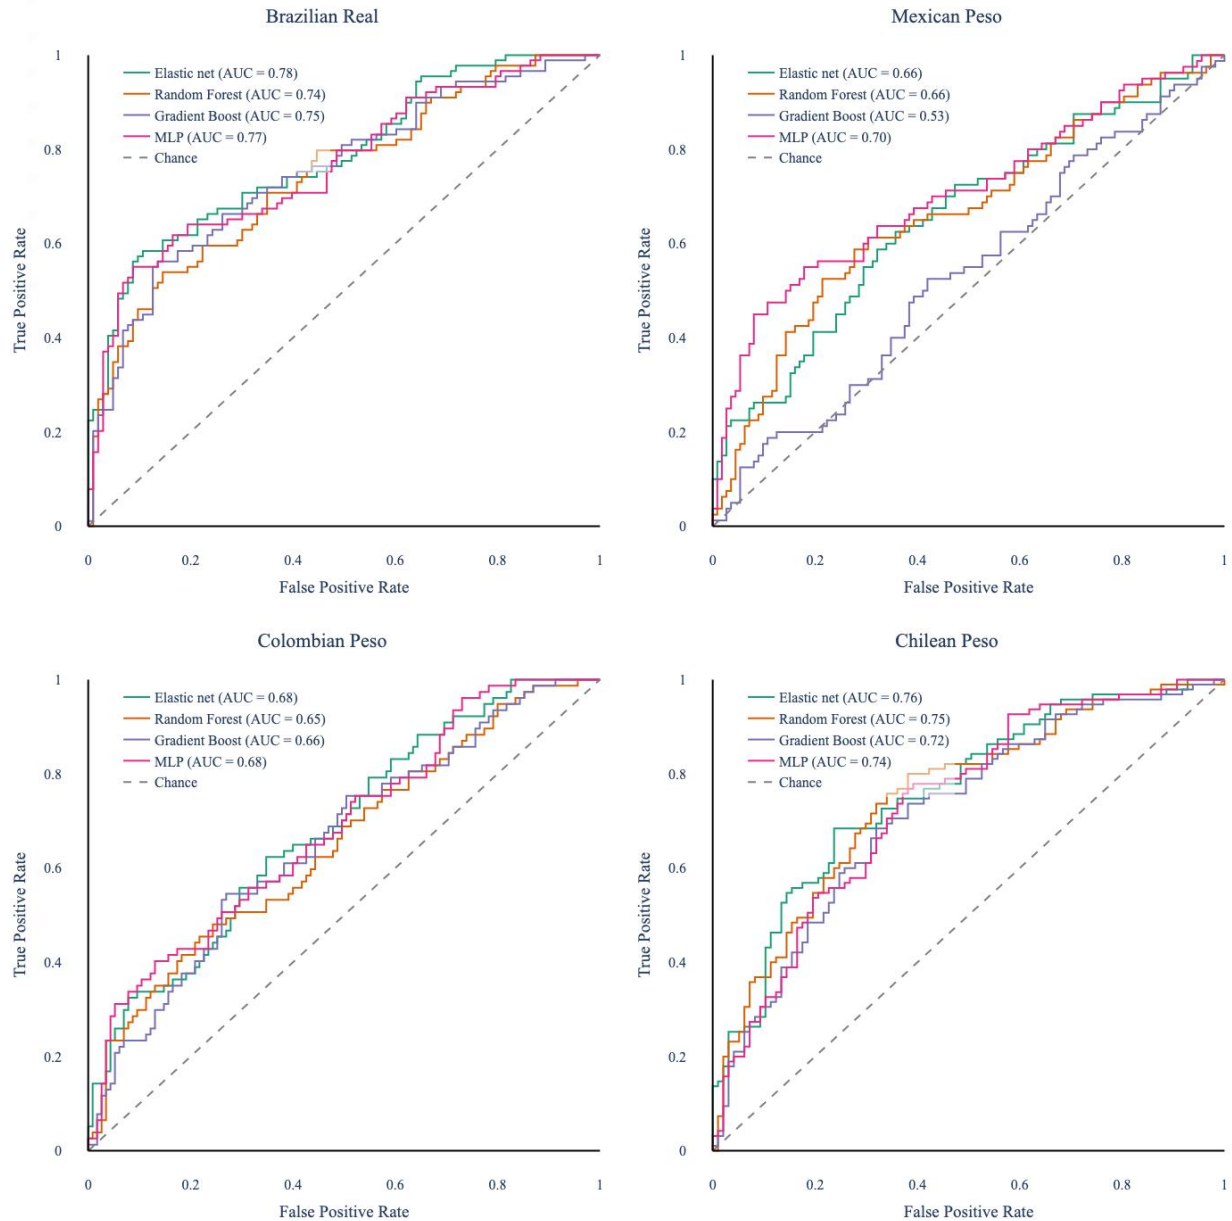 Brazilian Real
1
Elastic net (AUC = 0.78)
Random Forest (AUC = 0.74)
Gradient Boost (AUC = 0.75)
MLP (AUC = 0.77)
Chance
0.8
0.6
0.4
0.2
0
True Positive Rate
0
0.2
0.4
0.6
0.8
1
False Positive Rate
Mexican Peso
1
Elastic net (AUC = 0.66)
Random Forest (AUC = 0.66)
Gradient Boost (AUC = 0.53)
MLP (AUC = 0.70)
Chance
0.8
0.6
0.4
0.2
0
True Positive Rate
0
0.2
0.4
0.6
0.8
1
False Positive Rate
Colombian Peso
1
Elastic net (AUC = 0.68)
Random Forest (AUC = 0.65)
Gradient Boost (AUC = 0.66)
MLP (AUC = 0.68)
Chance
0.8
0.6
0.4
0.2
0
True Positive Rate
0
0.2
0.4
0.6
0.8
1
False Positive Rate
Chilean Peso
1
Elastic net (AUC = 0.76)
Random Forest (AUC = 0.75)
Gradient Boost (AUC = 0.72)
MLP (AUC = 0.74)
Chance
0.8
0.6
0.4
0.2
0
True Positive Rate
0
0.2
0.4
0.6
0.8
1
False Positive Rate